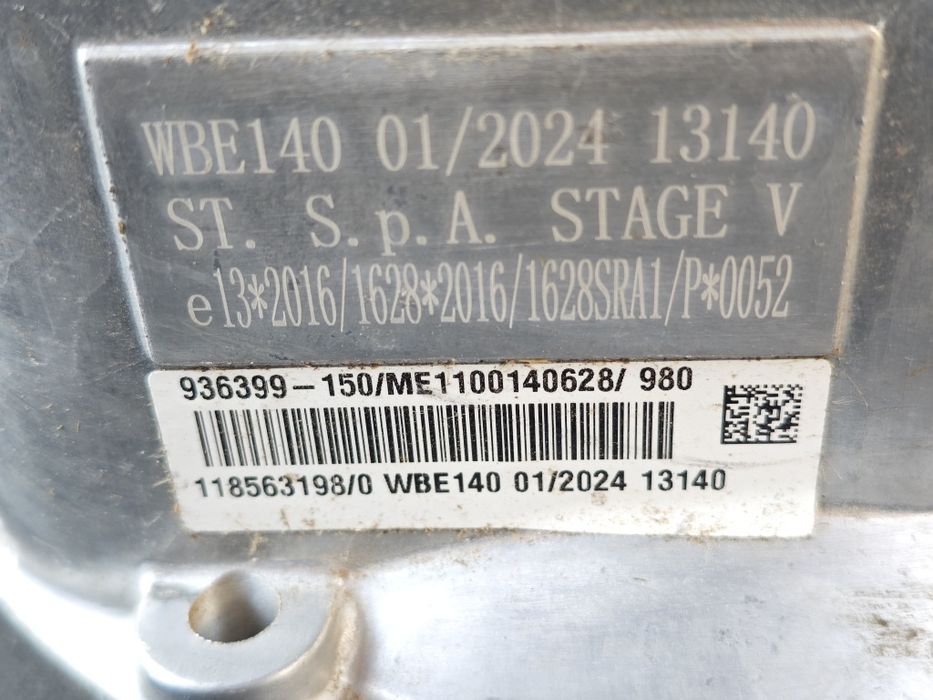 WBE140 01/2024 13140
ST. S.p.A. STAGE V
e13*2016/1628*2016/1628SRA1/P*0052
936399-150/ME1100140628/ 980
118563198/0 WBE140 01/2024 13140